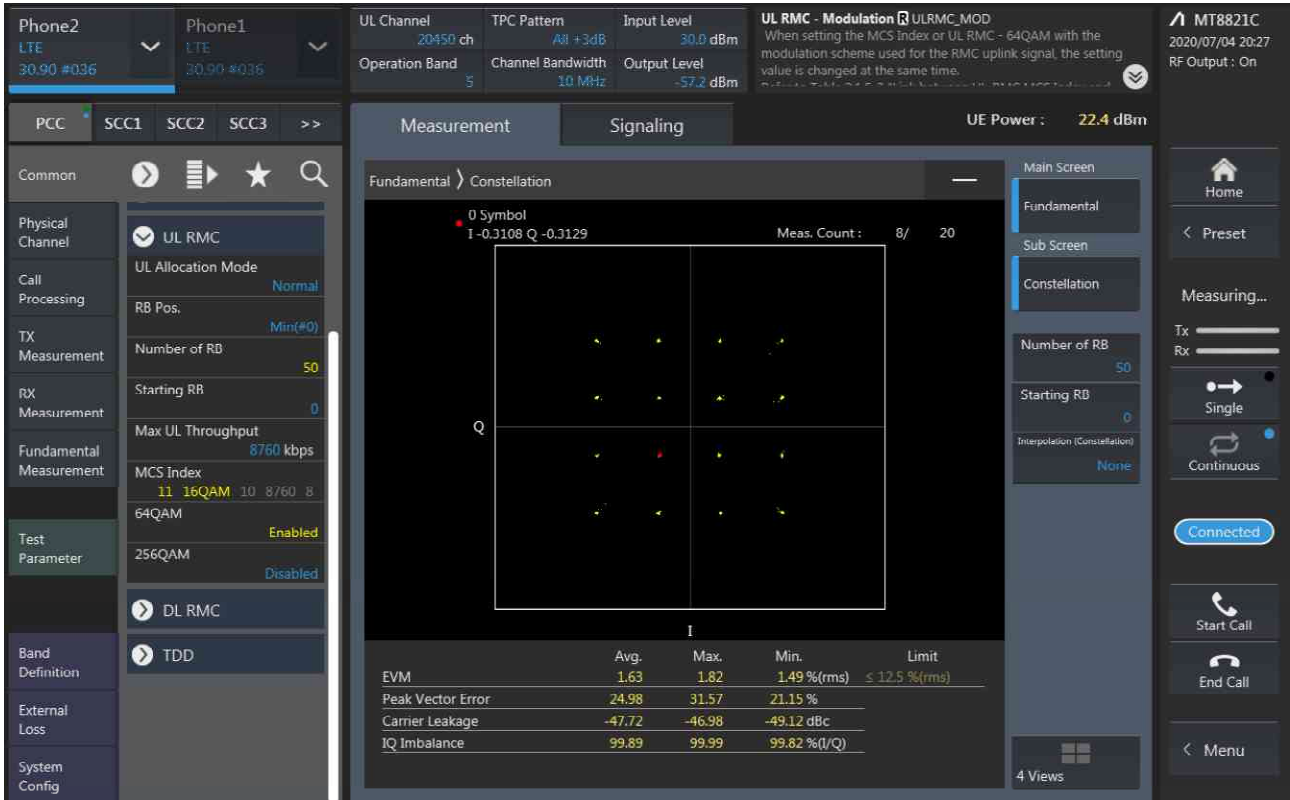 Phone2
LTE
30.90 #036
Phone1
LTE
30.90 #036
UL Channel
20450 ch
TPC Pattern
All +3dB
Input Level
30.0 dBm
Operation Band
5
Channel Bandwidth
10 MHz
Output Level
-57.2 dBm
UL RMC - Modulation R ULRMC_MOD
When setting the MCS Index or UL RMC - 64QAM with the
modulation scheme used for the RMC uplink signal, the setting
value is changed at the same time.
MT8821C
2020/07/04 20:27
RF Output : On
PCC
SCC1
SCC2
SCC3
>>
Measurement
Signaling
UE Power : 22.4 dBm
Common
Physical
Channel
Call
Processing
TX
Measurement
RX
Measurement
Fundamental
Measurement
Test
Parameter
Band
Definition
External
Loss
System
Config
UL RMC
UL Allocation Mode
Normal
RB Pos.
Min(#0)
Number of RB
50
Starting RB
0
Max UL Throughput
8760 kbps
MCS Index
11 16QAM 10 8760 8
64QAM
Enabled
256QAM
Disabled
DL RMC
TDD
Fundamental > Constellation
0 Symbol
I -0.3108 Q -0.3129
Meas. Count : 8/ 20
Q
I
Avg. Max. Min. Limit
EVM 1.63 1.82 1.49 %(rms) ≤ 12.5 %(rms)
Peak Vector Error 24.98 31.57 21.15 %
Carrier Leakage -47.72 -46.98 -49.12 dBc
IQ Imbalance 99.89 99.99 99.82 %(I/Q)
Main Screen
Fundamental
Sub Screen
Constellation
Number of RB
50
Starting RB
0
Interpolation (Constellation)
None
4 Views
Home
< Preset
Measuring...
Tx
Rx
Single
Continuous
Connected
Start Call
End Call
< Menu